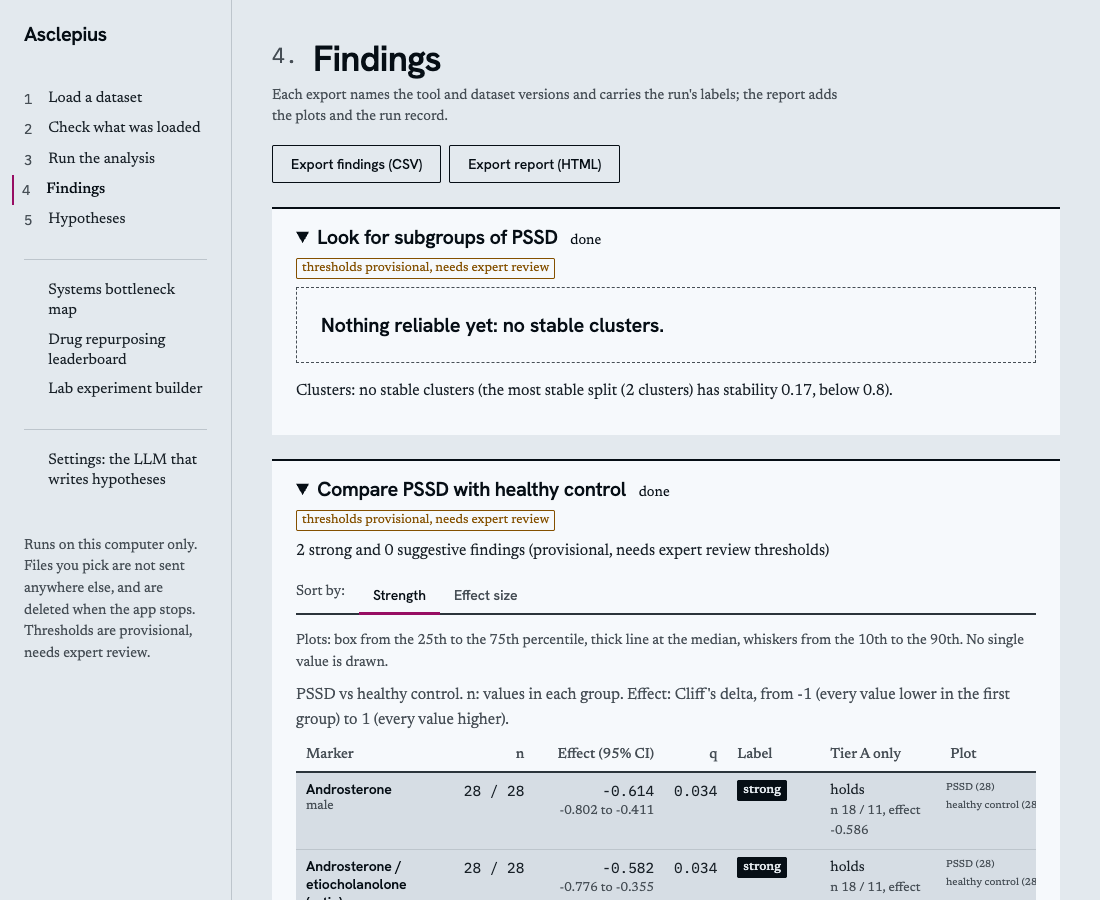 Asclepius
1 Load a dataset
2 Check what was loaded
3 Run the analysis
4 Findings
5 Hypotheses
Systems bottleneck
map
Drug repurposing
leaderboard
Lab experiment builder
Settings: the LLM that
writes hypotheses
Runs on this computer only.
Files you pick are not sent
anywhere else, and are
deleted when the app stops.
Thresholds are provisional,
needs expert review.
4. Findings
Each export names the tool and dataset versions and carries the run's labels; the report adds
the plots and the run record.
Export findings (CSV) Export report (HTML)
Look for subgroups of PSSD done
thresholds provisional, needs expert review
Nothing reliable yet: no stable clusters.
Clusters: no stable clusters (the most stable split (2 clusters) has stability 0.17, below 0.8).
Compare PSSD with healthy control done
thresholds provisional, needs expert review
2 strong and 0 suggestive findings (provisional, needs expert review thresholds)
Sort by: Strength Effect size
Plots: box from the 25th to the 75th percentile, thick line at the median, whiskers from the 10th to the 90th. No single
value is drawn.
PSSD vs healthy control. n: values in each group. Effect: Cliff's delta, from -1 (every value lower in the first
group) to 1 (every value higher).
Marker n Effect (95% CI) q Label Tier A only Plot
Androsterone 28 / 28 -0.614 0.034 strong holds PSSD (28)
male -0.802 to -0.411 n 18 / 11, effect healthy control (28
-0.586
Androsterone / 28 / 28 -0.582 0.034 strong holds PSSD (28)
etiocholanolone -0.776 to -0.355 n 18 / 11, effect healthy control (28